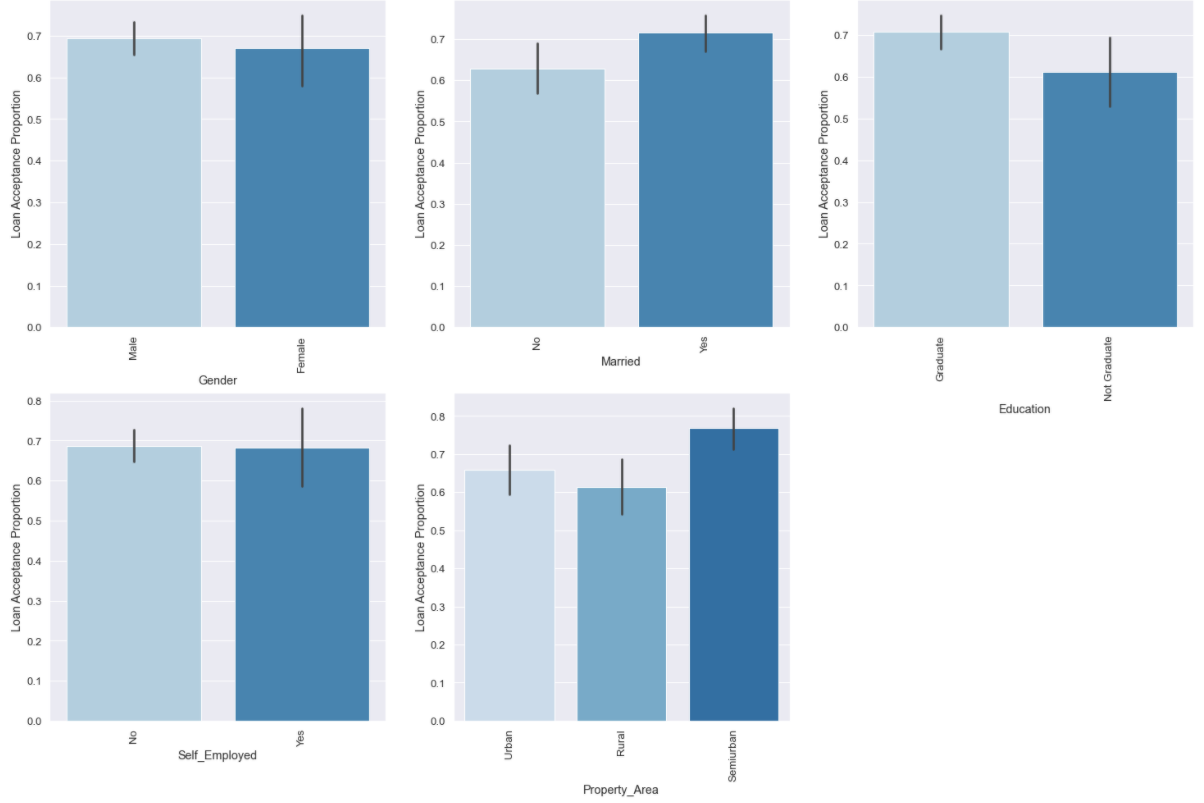 Loan Acceptance Proportion
0.7
0.6
0.5
0.4
0.3
0.2
0.1
0.0
Male
Female
Gender
Loan Acceptance Proportion
0.7
0.6
0.5
0.4
0.3
0.2
0.1
0.0
No
Yes
Married
Loan Acceptance Proportion
0.7
0.6
0.5
0.4
0.3
0.2
0.1
0.0
Graduate
Not Graduate
Education
Loan Acceptance Proportion
0.8
0.7
0.6
0.5
0.4
0.3
0.2
0.1
0.0
No
Yes
Self_Employed
Loan Acceptance Proportion
0.8
0.7
0.6
0.5
0.4
0.3
0.2
0.1
0.0
Urban
Rural
Semiurban
Property_Area